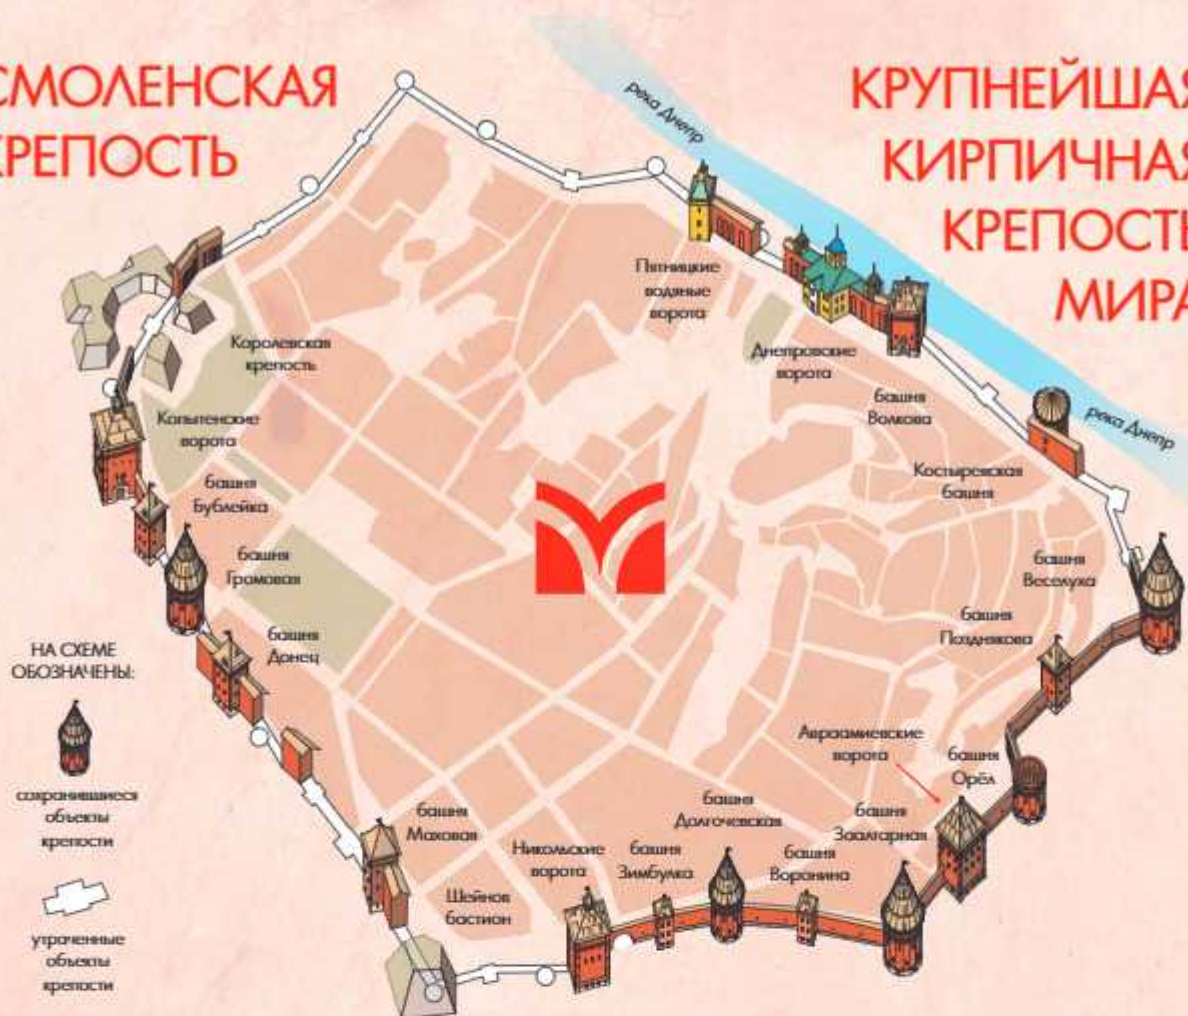 СМОЛЕНСКАЯ
КРЕПОСТЬ
КРУПНЕЙШАЯ
КИРПИЧНАЯ
КРЕПОСТЬ
МИРА
река Днепр
Пятницкие
водяные
ворота
Днепровские
ворота
башня
Волкова
река Днепр
Костыревская
башня
башня
Веселуха
башня
Позднякова
Королевская
крепость
Копытенские
ворота
башня
Бублейка
башня
Громовая
башня
Донец
НА СХЕМЕ
ОБОЗНАЧЕНЫ:
сохранившиеся
объекты
крепости
утраченные
объекты
крепости
башня
Маховая
Шейнов
бастион
Никольские
ворота
башня
Зимбулка
башня
Долгочевская
башня
Воронина
башня
Заалтарная
Авраамиевские
ворота
башня
Орёл